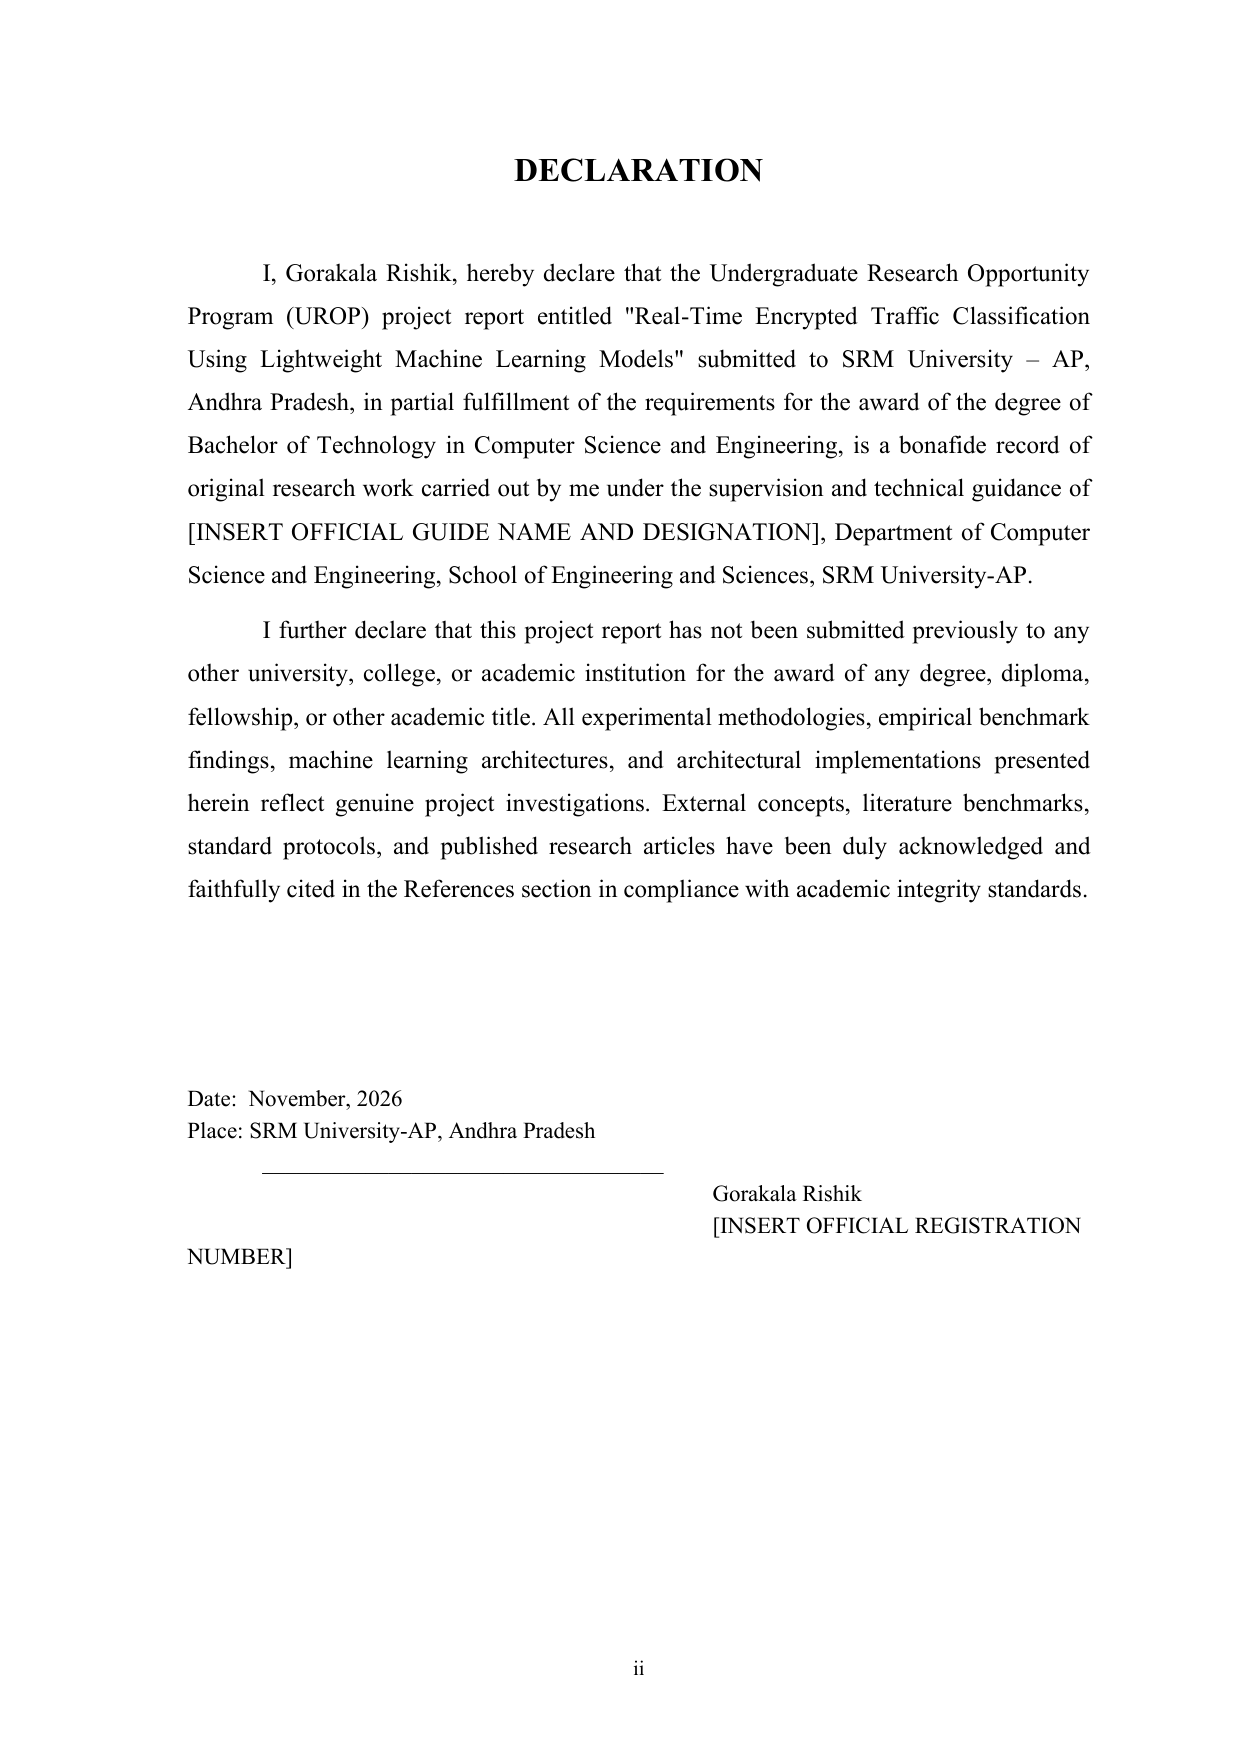 DECLARATION
I, Gorakala Rishik, hereby declare that the Undergraduate Research Opportunity
Program (UROP) project report entitled "Real-Time Encrypted Traffic Classification
Using Lightweight Machine Learning Models" submitted to SRM University – AP,
Andhra Pradesh, in partial fulfillment of the requirements for the award of the degree of
Bachelor of Technology in Computer Science and Engineering, is a bonafide record of
original research work carried out by me under the supervision and technical guidance of
[INSERT OFFICIAL GUIDE NAME AND DESIGNATION], Department of Computer
Science and Engineering, School of Engineering and Sciences, SRM University-AP.
I further declare that this project report has not been submitted previously to any
other university, college, or academic institution for the award of any degree, diploma,
fellowship, or other academic title. All experimental methodologies, empirical benchmark
findings, machine learning architectures, and architectural implementations presented
herein reflect genuine project investigations. External concepts, literature benchmarks,
standard protocols, and published research articles have been duly acknowledged and
faithfully cited in the References section in compliance with academic integrity standards.
Date:  November, 2026
Place: SRM University-AP, Andhra Pradesh
Gorakala Rishik
[INSERT OFFICIAL REGISTRATION
NUMBER]
ii